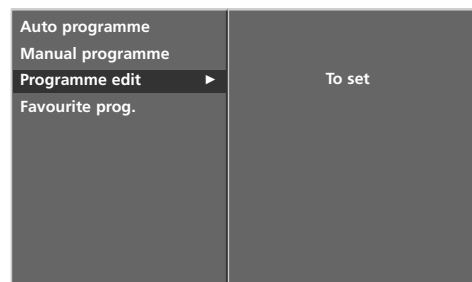 Auto programme
Manual programme
Programme edit ► To set
Favourite prog.